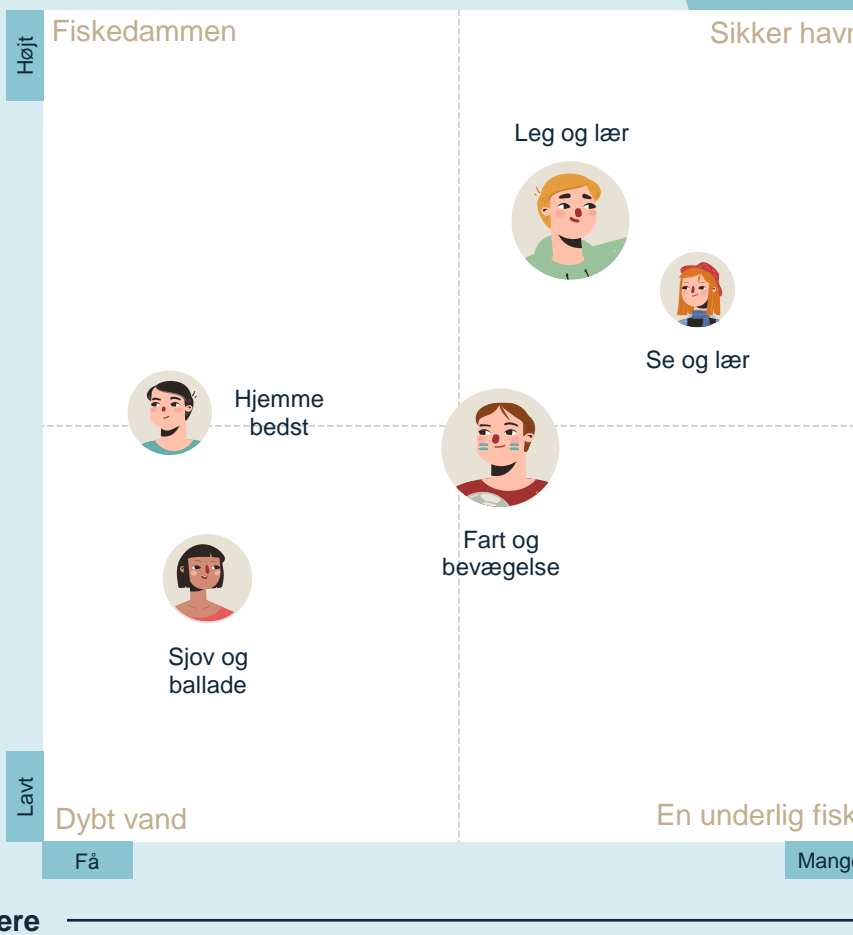 Højt
Fiskedammen
Sikker havn
Leg og lær
Se og lær
Hjemme
bedst
Fart og
bevægelse
Sjov og
ballade
Lavt
Dybt vand
En underlig fisk
Få
Mange
ere